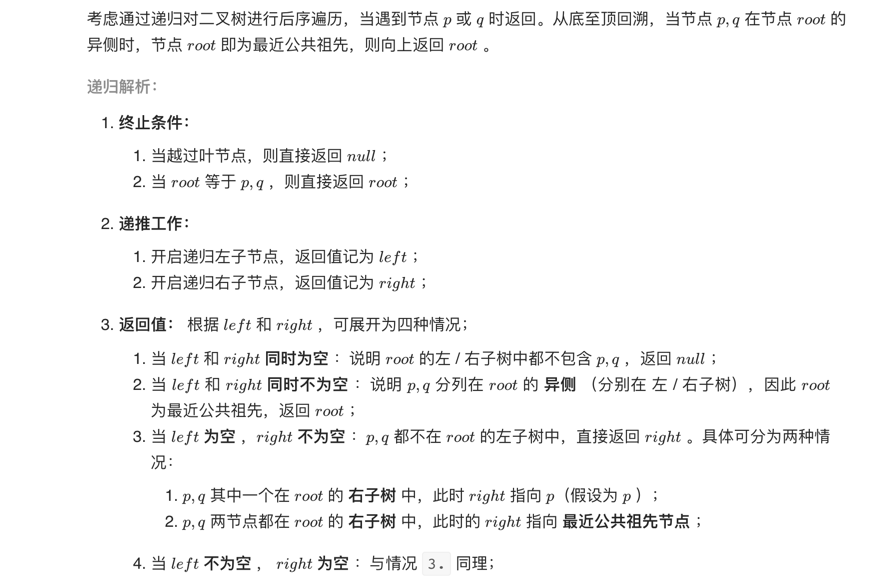 考虑通过递归对二叉树进行后序遍历，当遇到节点 p 或 q 时返回。从底至顶回溯，当节点 p, q 在节点 root 的
异侧时，节点 root 即为最近公共祖先，则向上返回 root 。
递归解析：
1. 终止条件：
1. 当越过叶节点，则直接返回 null ；
2. 当 root 等于 p, q ，则直接返回 root ；
2. 递推工作：
1. 开启递归左子节点，返回值记为 left ；
2. 开启递归右子节点，返回值记为 right ；
3. 返回值： 根据 left 和 right ，可展开为四种情况；
1. 当 left 和 right 同时为空 ：说明 root 的左 / 右子树中都不包含 p, q ，返回 null ；
2. 当 left 和 right 同时不为空 ：说明 p, q 分列在 root 的 异侧 （分别在 左 / 右子树），因此 root
为最近公共祖先，返回 root ；
3. 当 left 为空 ，right 不为空 ：p, q 都不在 root 的左子树中，直接返回 right 。具体可分为两种情
况：
1. p, q 其中一个在 root 的 右子树 中，此时 right 指向 p（假设为 p ）；
2. p, q 两节点都在 root 的 右子树 中，此时的 right 指向 最近公共祖先节点 ；
4. 当 left 不为空 ， right 为空 ：与情况 3. 同理；